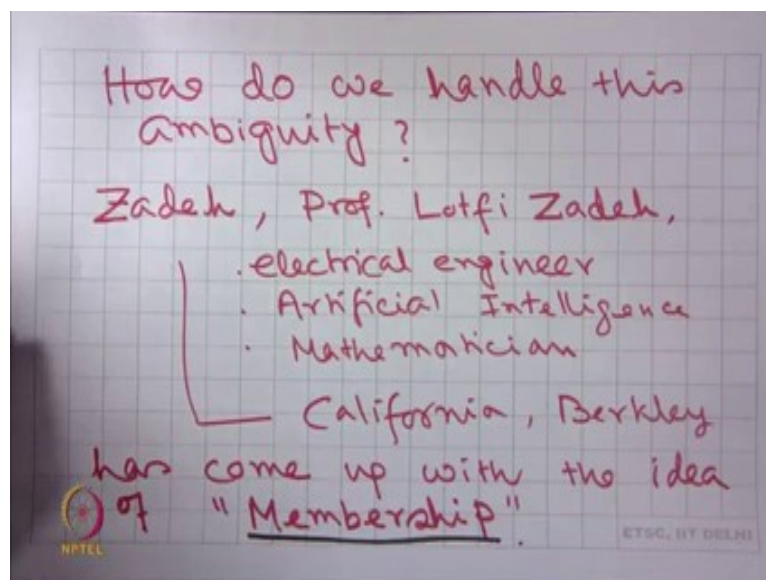 How do we handle this
ambiguity ?
Zadeh, Prof. Lotfi Zadeh,
. electrical engineer
. Artificial Intelligence
. Mathematician
California, Berkley
has come up with the idea
of "Membership".
ETSC, IIT DELHI
NPTEL